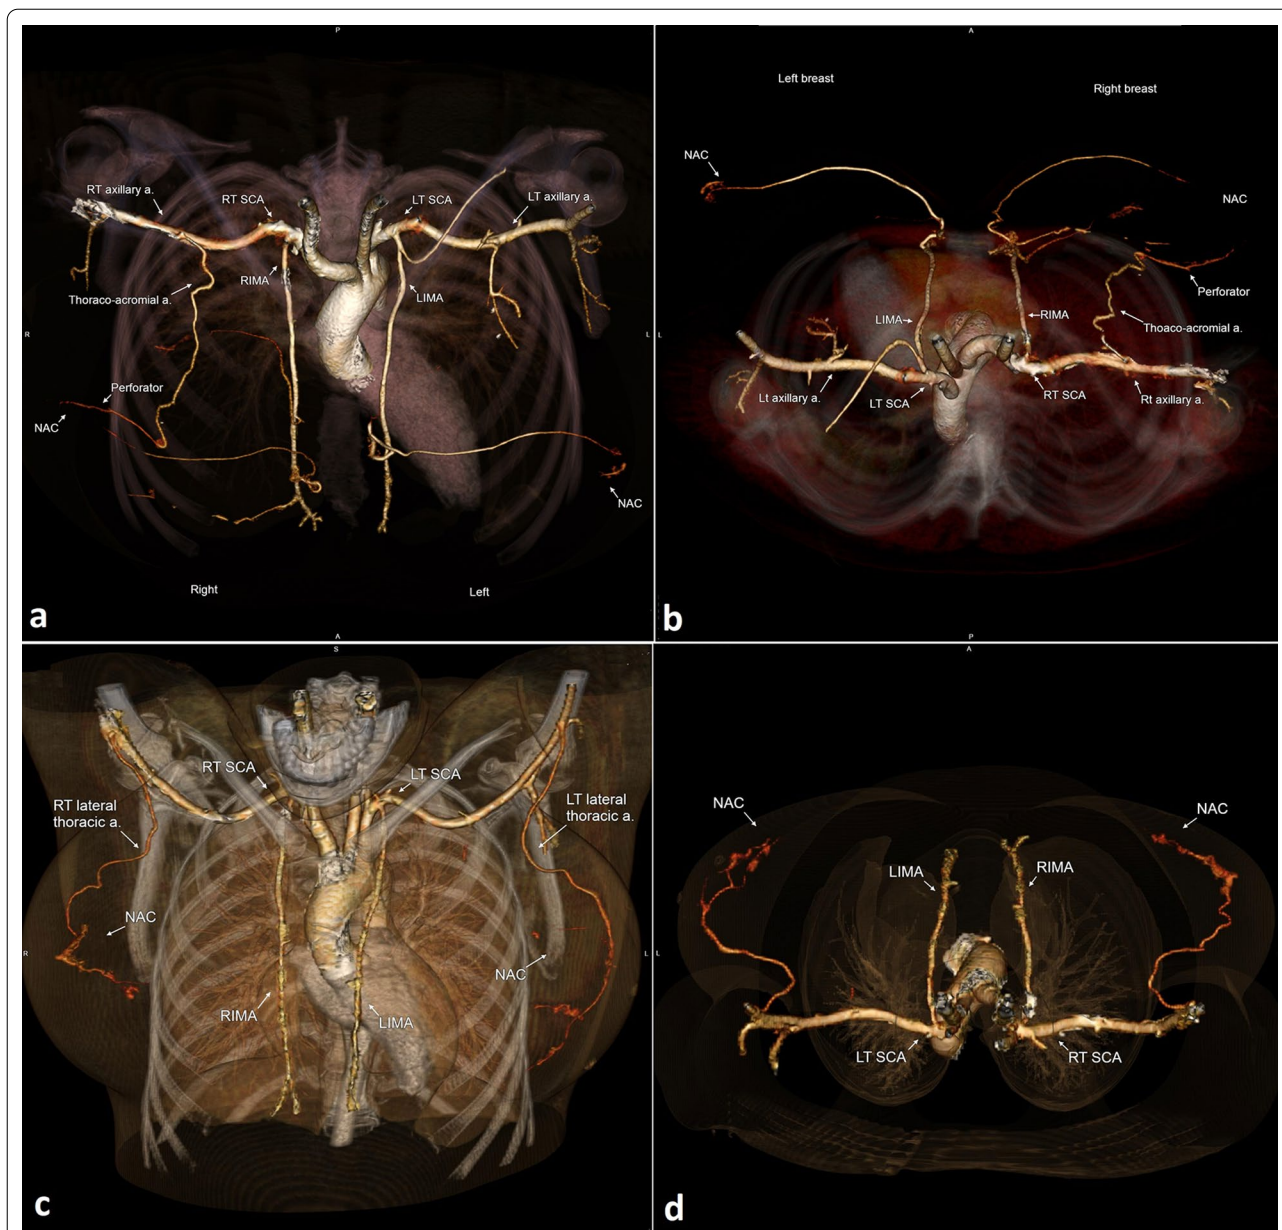 P
RT axillary a.
RT SCA
LT SCA
LT axillary a.
RIMA
LIMA
Thoraco-acromial a.
R
L
Perforator
NAC
NAC
Right
Left
a
A
A
Left breast
Right breast
NAC
NAC
Perforator
LIMA
RIMA
Thoaco-acromial a.
L
Lt axillary a.
LT SCA
RT SCA
Rt axillary a.
b
P
S
RT SCA
LT SCA
RT lateral
thoracic a.
LT lateral
thoracic a.
NAC
R
L
NAC
RIMA
LIMA
c
A
NAC
NAC
LIMA
RIMA
L
LT SCA
RT SCA
d